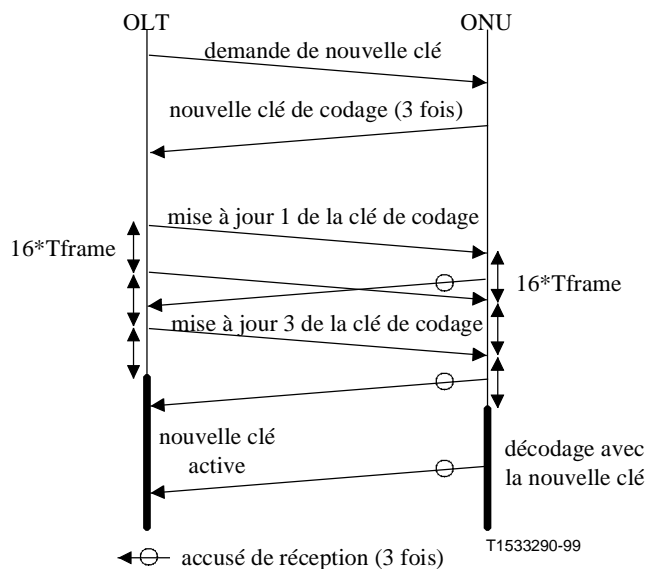 OLT
ONU
demande de nouvelle clé
nouvelle clé de codage (3 fois)
mise à jour 1 de la clé de codage
16*Tframe
16*Tframe
mise à jour 3 de la clé de codage
nouvelle clé
active
décodage avec
la nouvelle clé
T1533290-99
accusé de réception (3 fois)